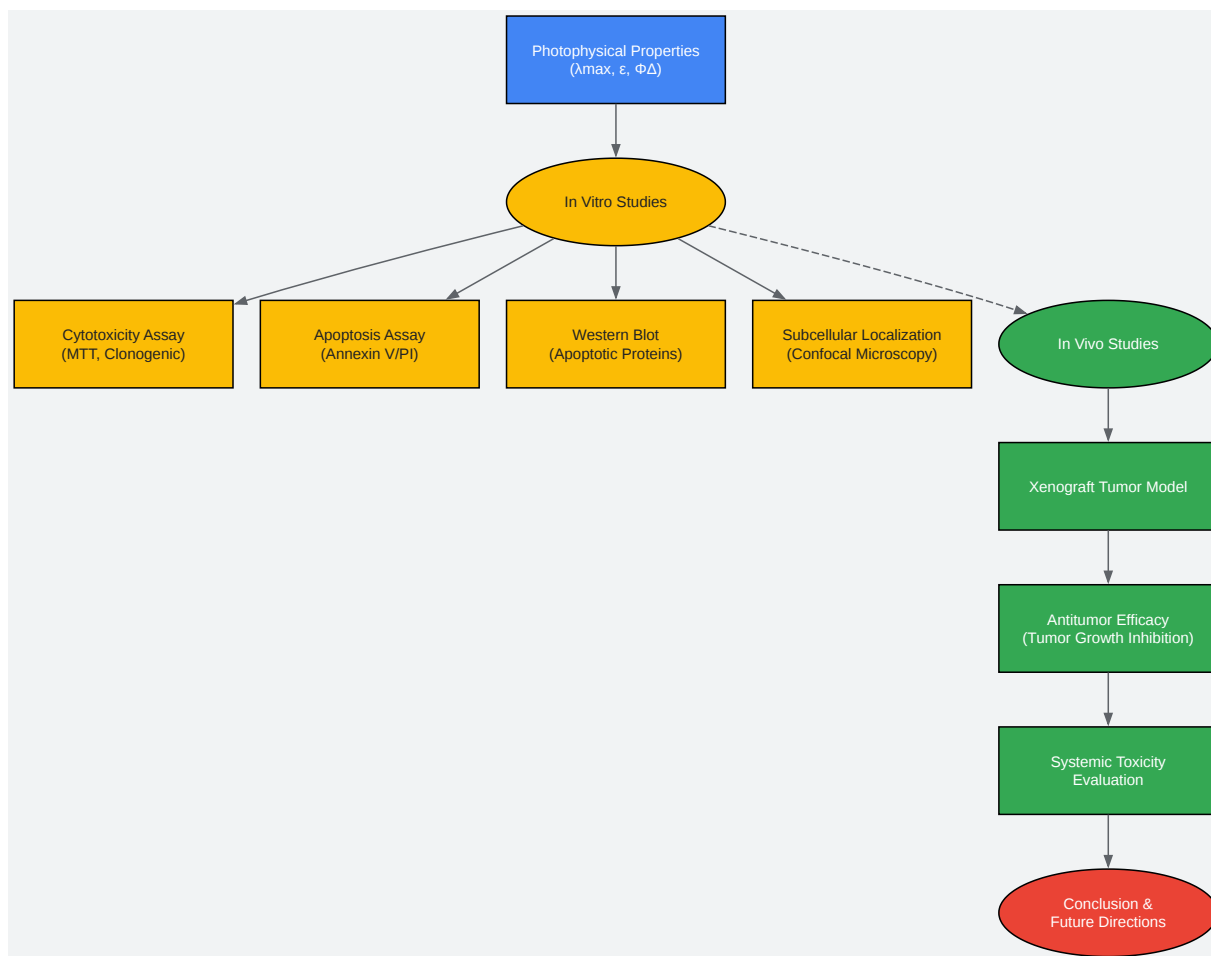 Photophysical Properties
(λmax, ε, ΦΔ)
In Vitro Studies
Cytotoxicity Assay
(MTT, Clonogenic)
Apoptosis Assay
(Annexin V/PI)
Western Blot
(Apoptotic Proteins)
Subcellular Localization
(Confocal Microscopy)
In Vivo Studies
Xenograft Tumor Model
Antitumor Efficacy
(Tumor Growth Inhibition)
Systemic Toxicity
Evaluation
Conclusion &
Future Directions